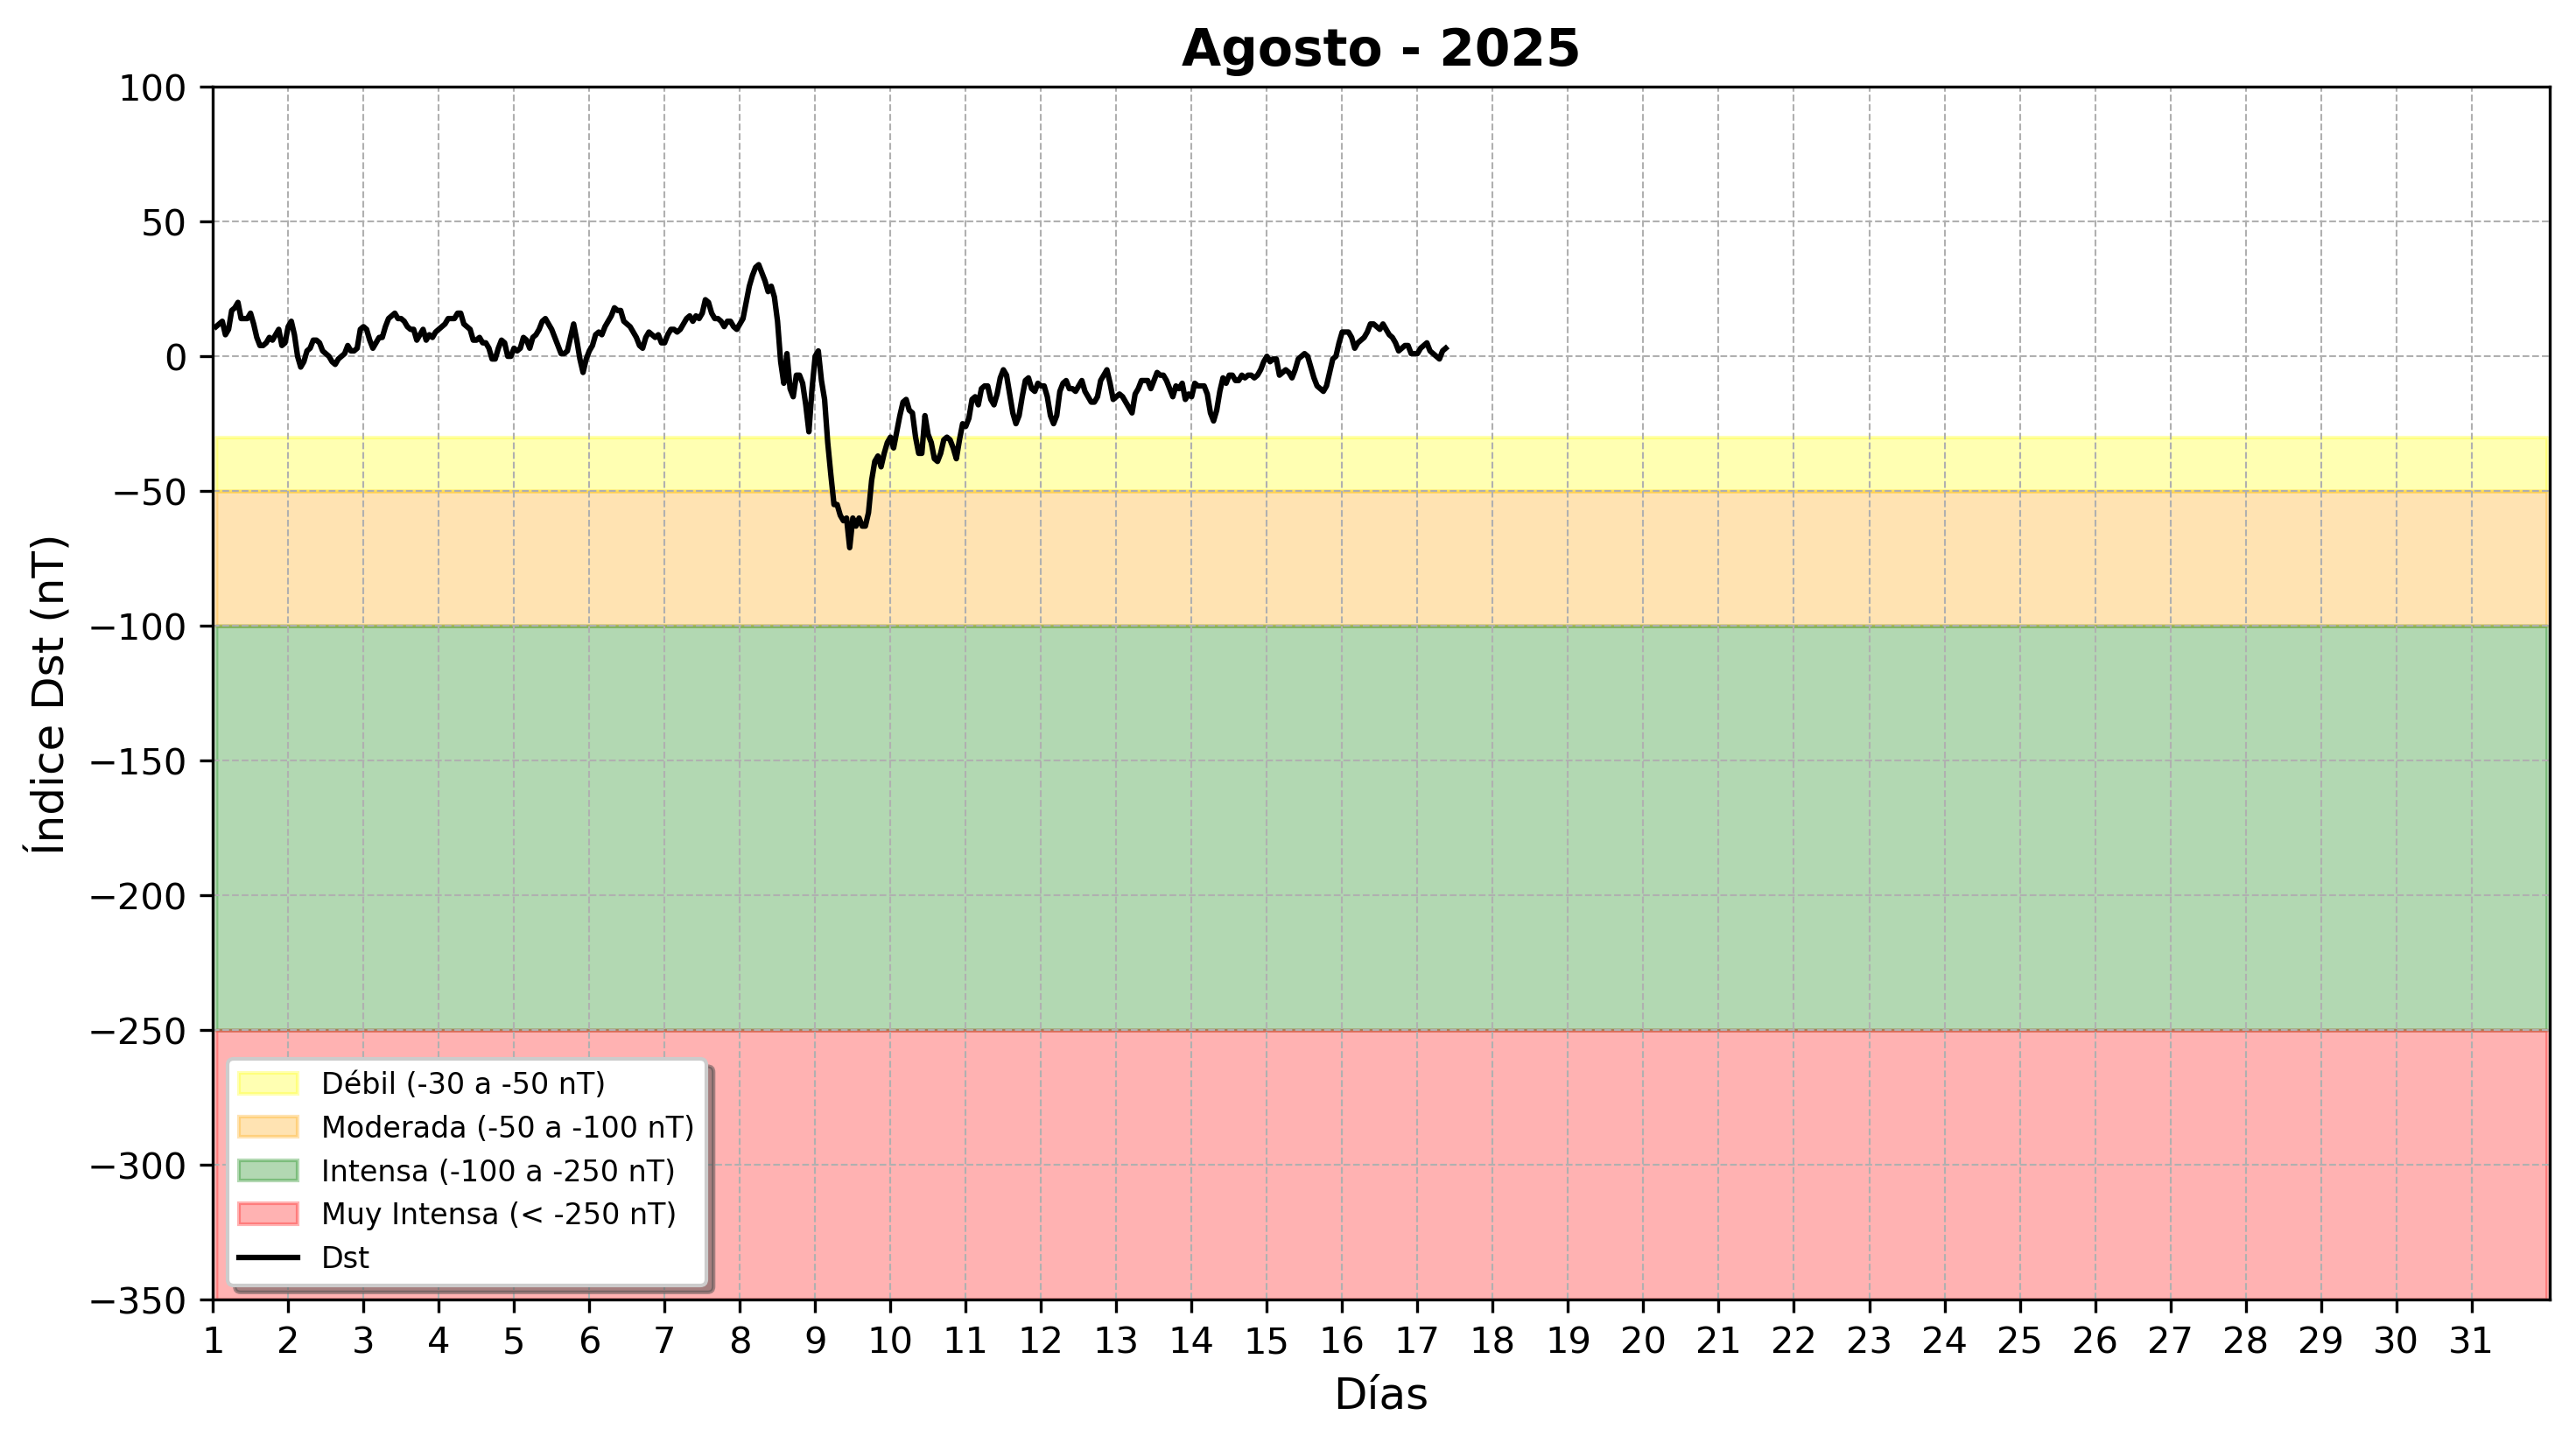 Agosto - 2025
100
50
0
−50
−100
−150
−200
−250
−300
−350
Índice Dst (nT)
Débil (-30 a -50 nT)
Moderada (-50 a -100 nT)
Intensa (-100 a -250 nT)
Muy Intensa (< -250 nT)
Dst
1 2 3 4 5 6 7 8 9 10 11 12 13 14 15 16 17 18 19 20 21 22 23 24 25 26 27 28 29 30 31
Días